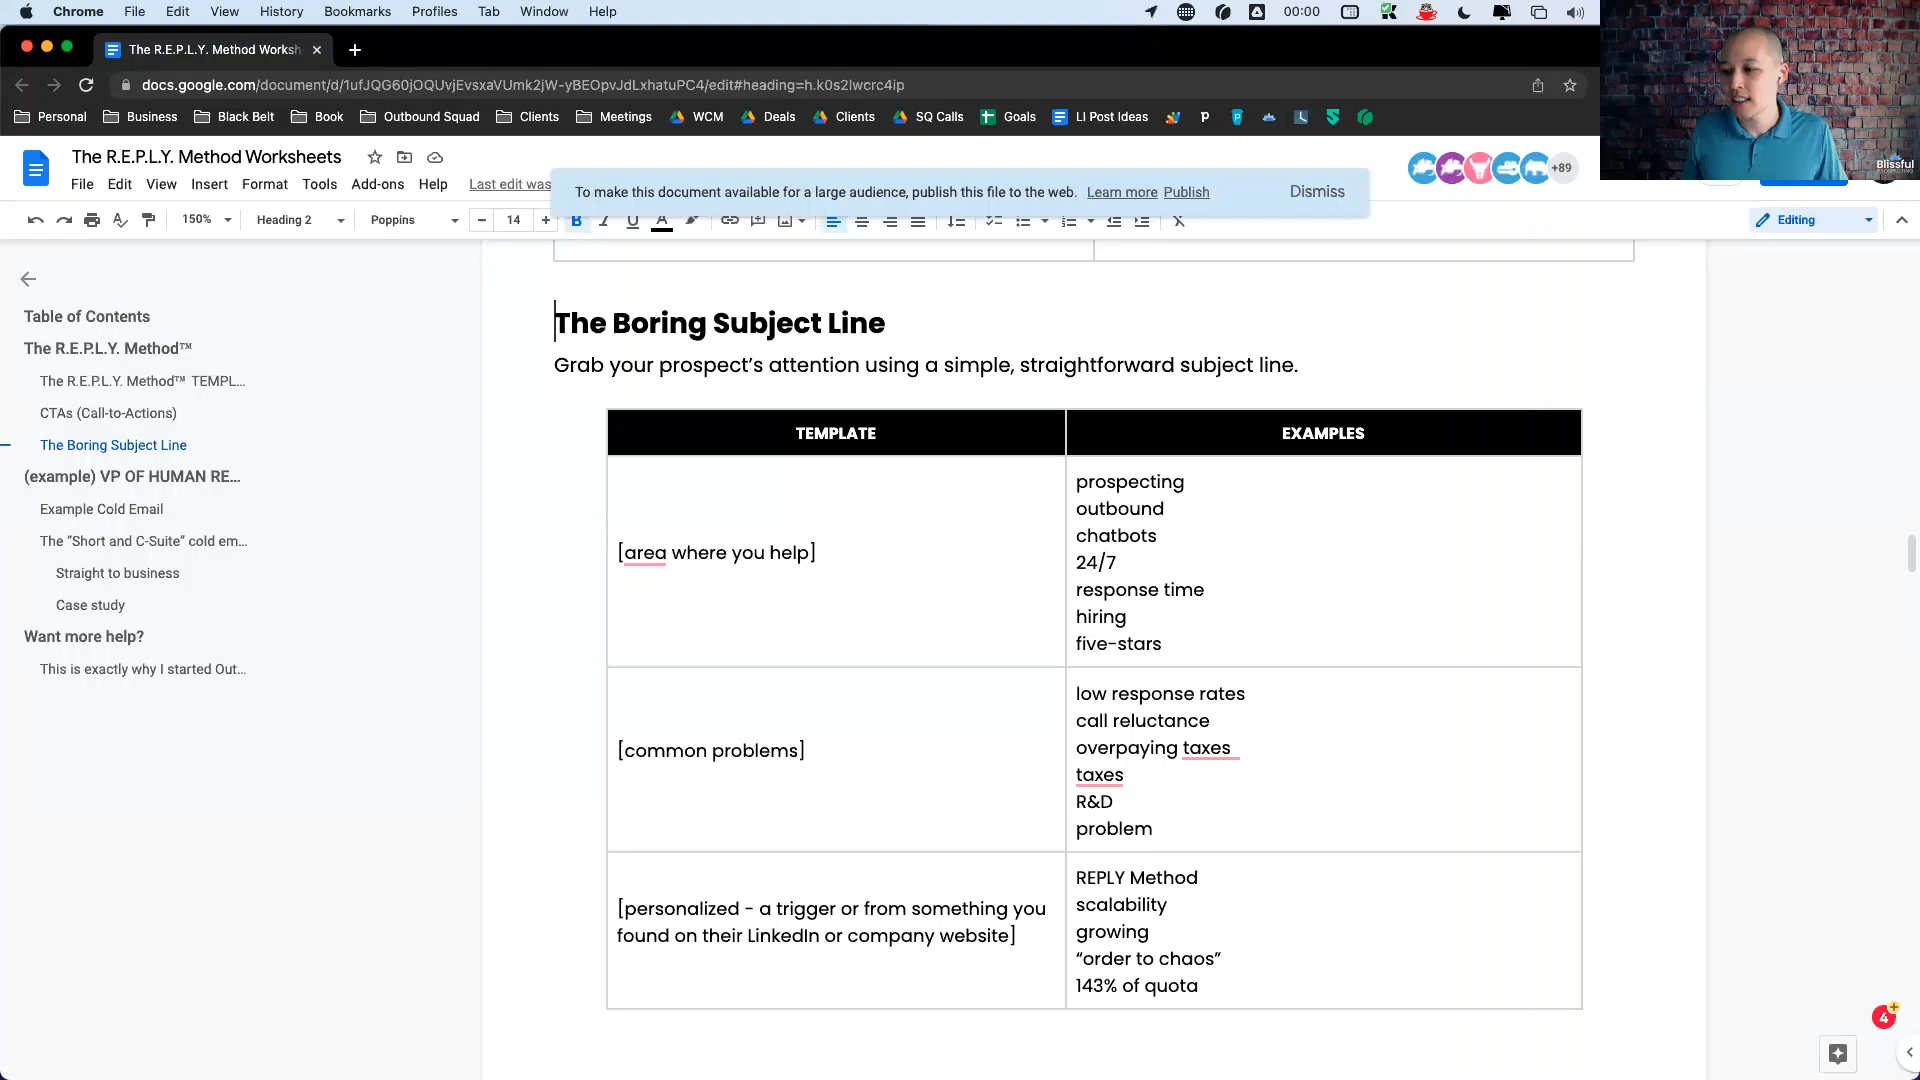 Chrome File Edit View History Bookmarks Profiles Tab Window Help 00:00
The R.E.P.L.Y. Method Worksh
docs.google.com/document/d/1ufJQG60jOQUvjEvsxaVUmk2jW-yBEOpvJdLxhatuPC4/edit#heading=h.k0s2lwcrc4ip
Personal Business Black Belt Book Outbound Squad Clients Meetings WCM Deals Clients SQ Calls Goals LI Post Ideas
Blissful
The R.E.P.L.Y. Method Worksheets
+89
File Edit View Insert Format Tools Add-ons Help Last edit was
To make this document available for a large audience, publish this file to the web. Learn more Publish Dismiss
150% Heading 2 Poppins 14 Editing
Table of Contents
The R.E.P.L.Y. Method™
The R.E.P.L.Y. Method™ TEMPL...
CTAs (Call-to-Actions)
The Boring Subject Line
(example) VP OF HUMAN RE...
Example Cold Email
The “Short and C-Suite” cold em...
Straight to business
Case study
Want more help?
This is exactly why I started Out...
The Boring Subject Line
Grab your prospect’s attention using a simple, straightforward subject line.
TEMPLATE
EXAMPLES
[area where you help]
prospecting
outbound
chatbots
24/7
response time
hiring
five-stars
[common problems]
low response rates
call reluctance
overpaying taxes
taxes
R&D
problem
[personalized - a trigger or from something you
found on their LinkedIn or company website]
REPLY Method
scalability
growing
“order to chaos”
143% of quota
4